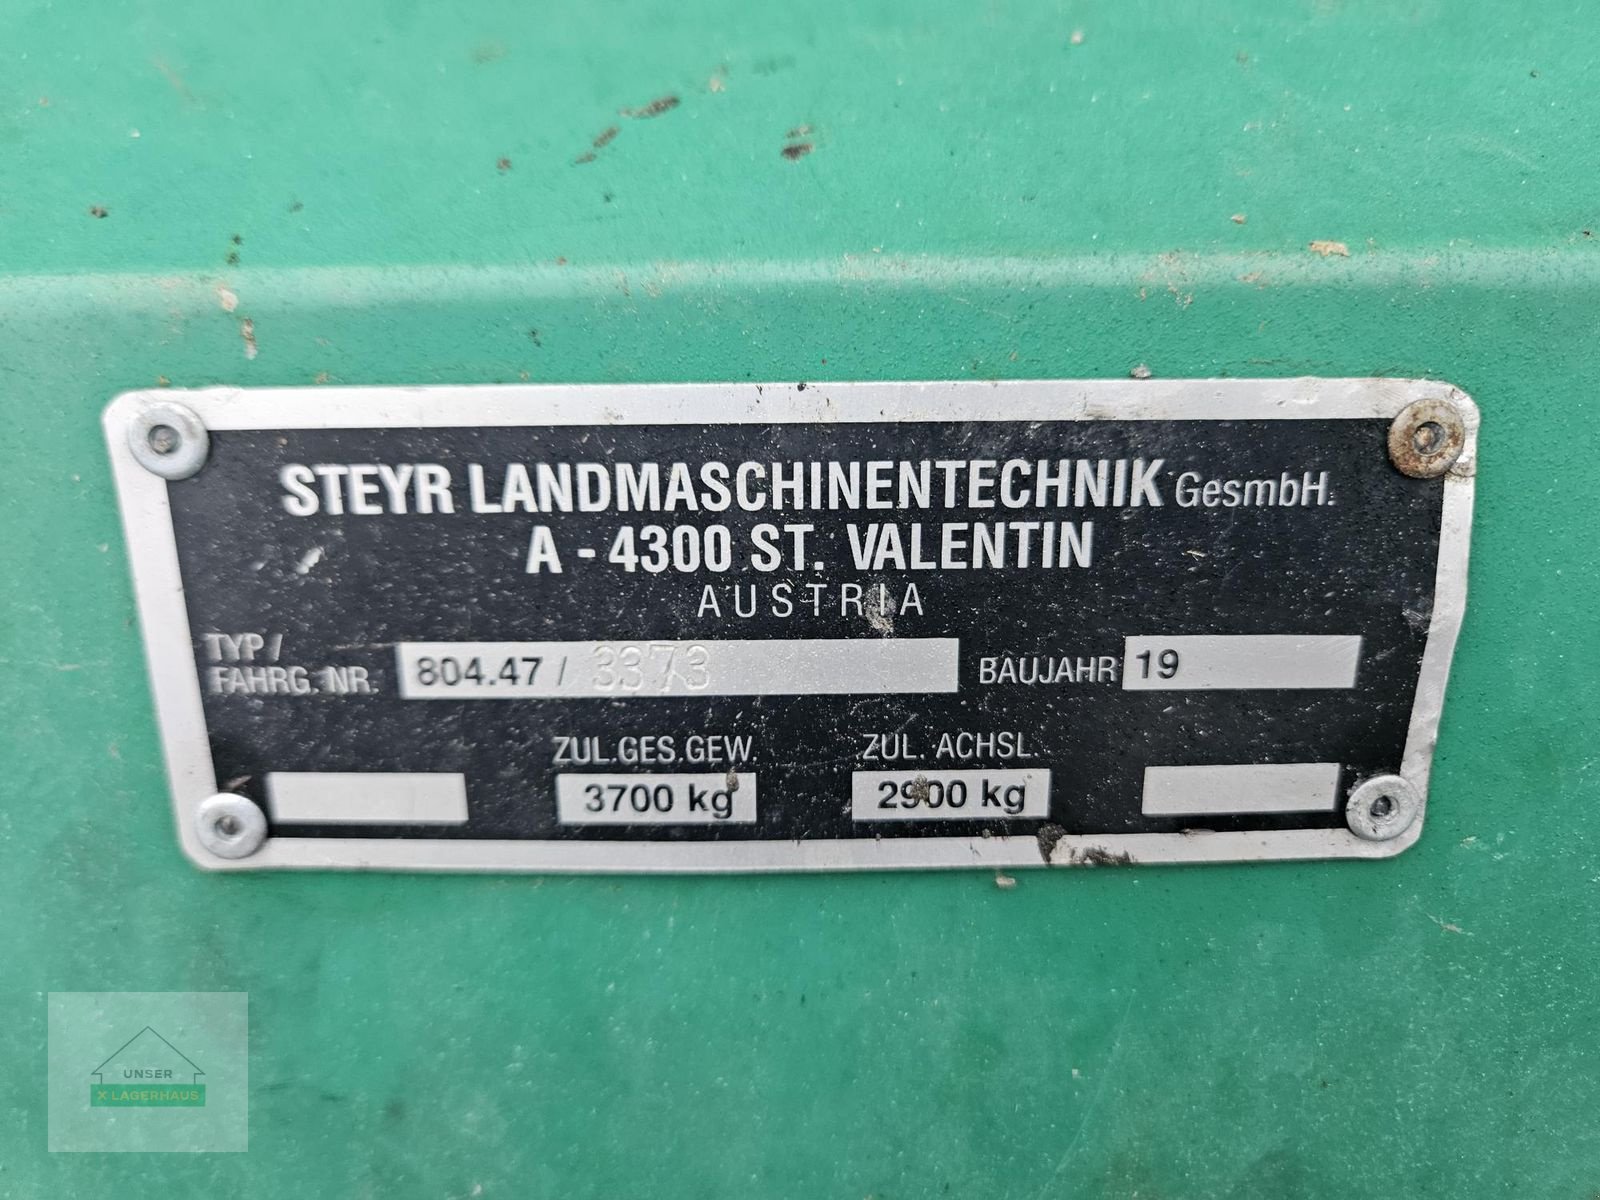 STEYR LANDMASCHINENTECHNIK GesmbH.
A - 4300 ST. VALENTIN
AUSTRIA
TYP /
FAHRG. NR. 804.47 / 3373 BAUJAHR 19
ZUL.GES.GEW. ZUL. ACHSL.
3700 kg 2900 kg
UNSER
X LAGERHAUS